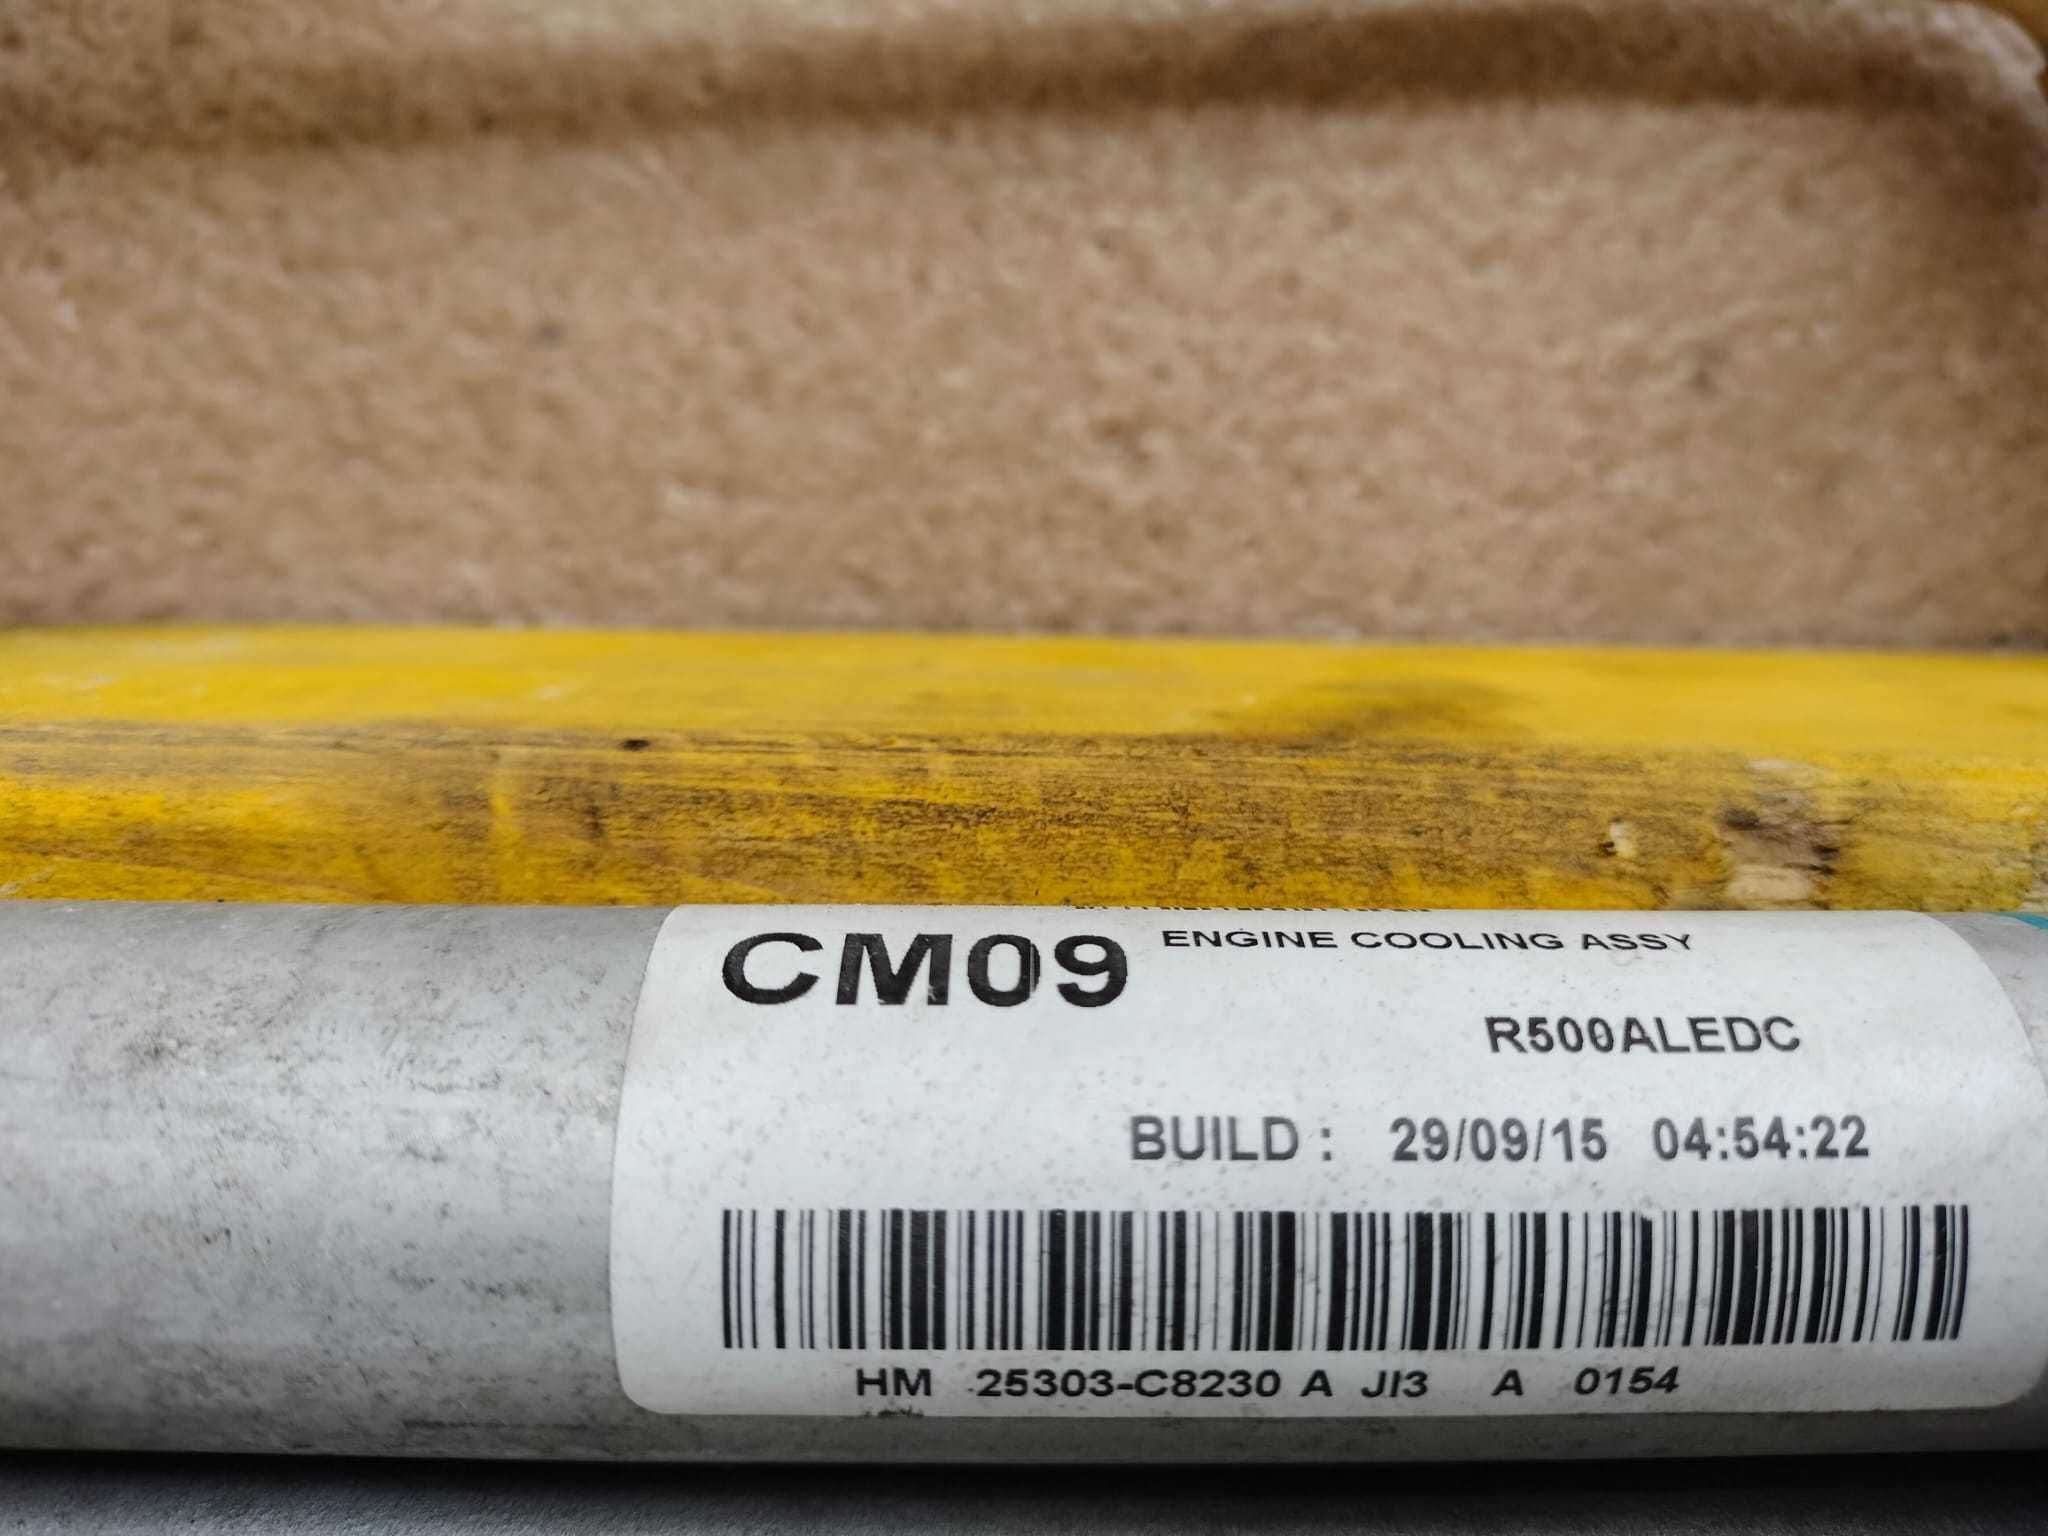 CM09 ENGINE COOLING ASSY
R500ALEDC
BUILD : 29/09/15 04:54:22
HM 25303-C8230 A JI3 A 0154